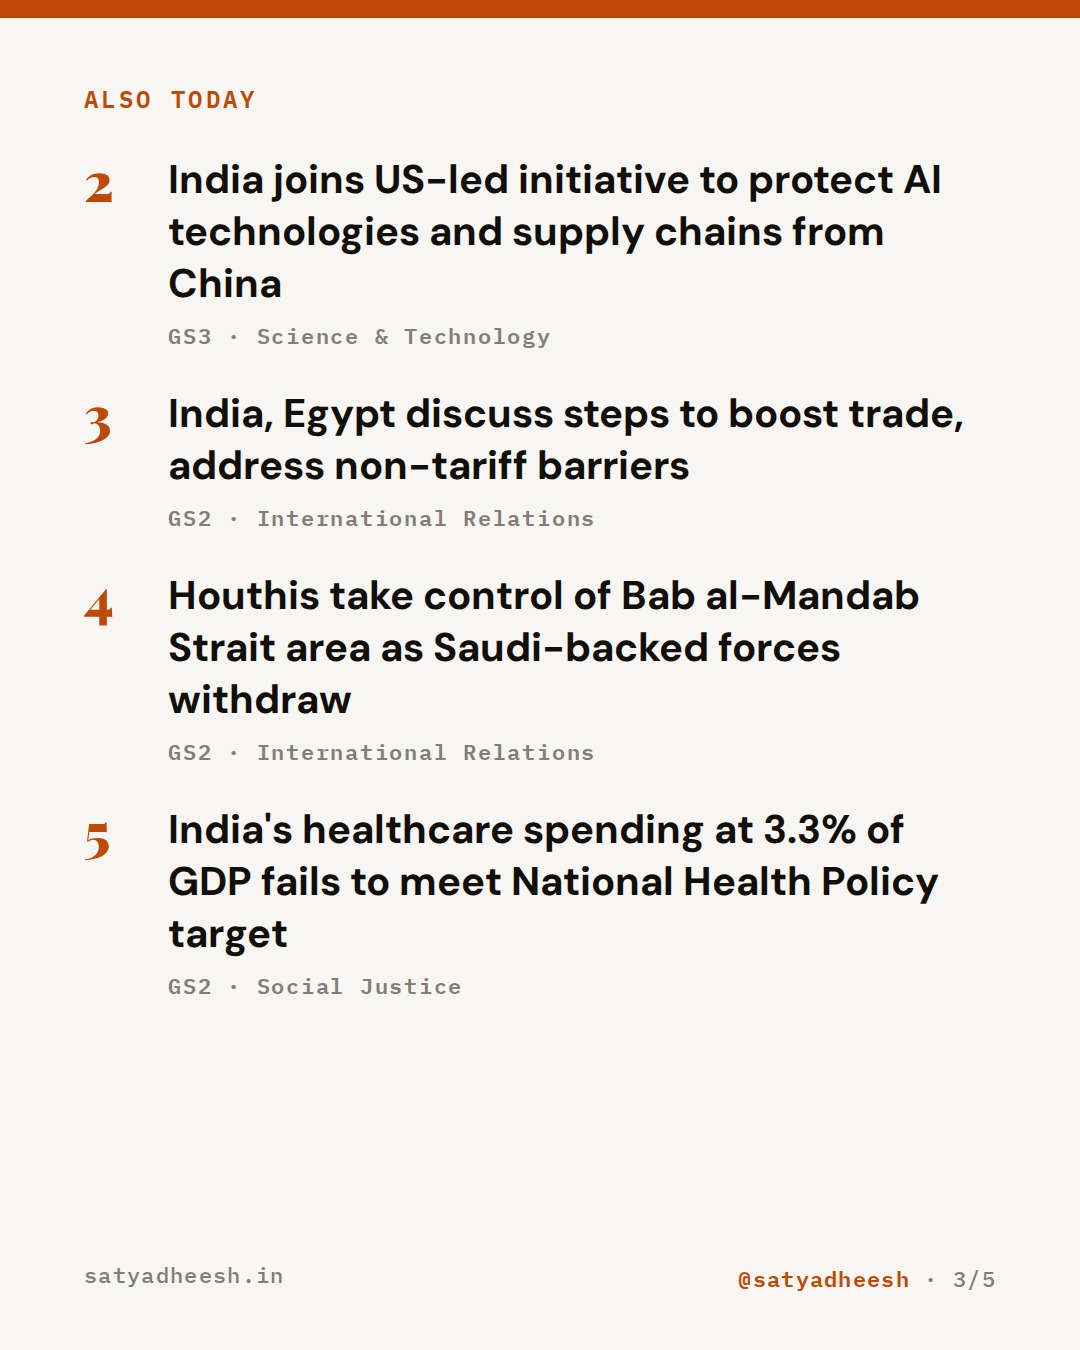 ALSO TODAY
2
India joins US-led initiative to protect AI
technologies and supply chains from
China
GS3 · Science & Technology
3
India, Egypt discuss steps to boost trade,
address non-tariff barriers
GS2 · International Relations
4
Houthis take control of Bab al-Mandab
Strait area as Saudi-backed forces
withdraw
GS2 · International Relations
5
India's healthcare spending at 3.3% of
GDP fails to meet National Health Policy
target
GS2 · Social Justice
satyadheesh.in
@satyadheesh · 3/5